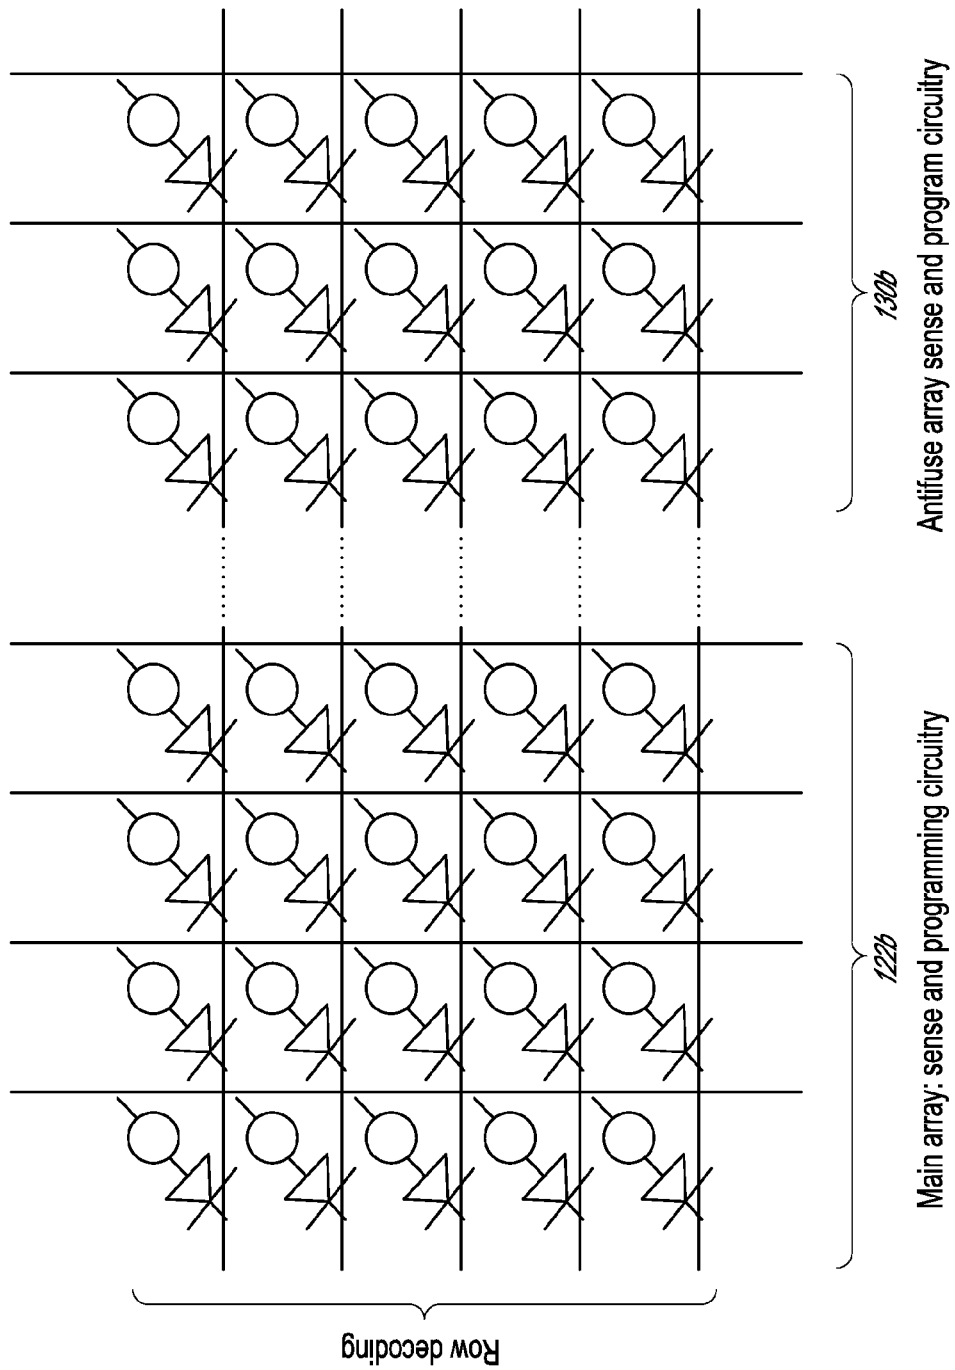 Row decoding
122b
Main array: sense and programming circuitry
130b
Antifuse array sense and program circuitry